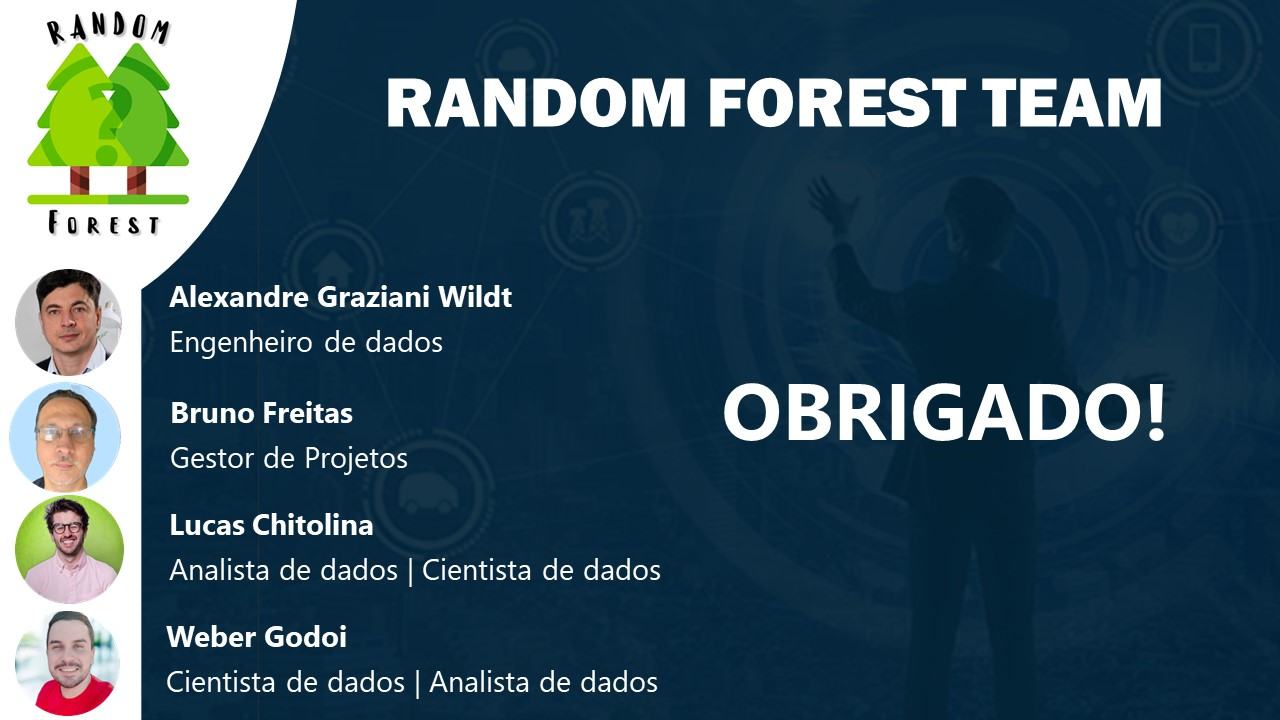 RANDOM
?
FOREST
RANDOM FOREST TEAM
Alexandre Graziani Wildt
Engenheiro de dados
Bruno Freitas
Gestor de Projetos
OBRIGADO!
Lucas Chitolina
Analista de dados | Cientista de dados
Weber Godoi
Cientista de dados | Analista de dados